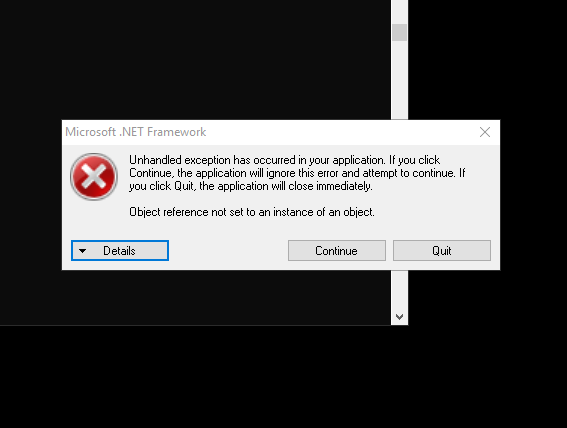 Microsoft .NET Framework
Unhandled exception has occurred in your application. If you click
Continue, the application will ignore this error and attempt to continue. If
you click Quit, the application will close immediately.
Object reference not set to an instance of an object.
Details
Continue
Quit